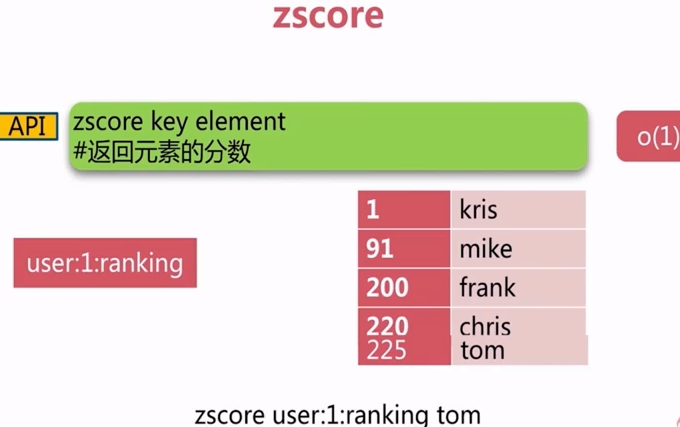 zscore
API
zscore key element
#返回元素的分数
o(1)
user:1:ranking
1 kris
91 mike
200 frank
220 chris
225 tom
zscore user:1:ranking tom